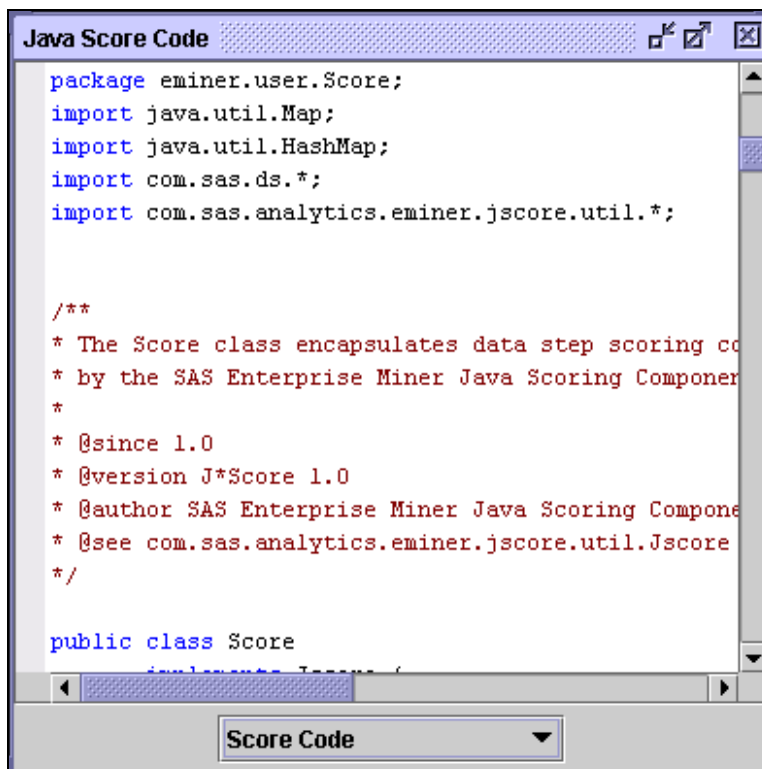 Java Score Code
package eminer.user.Score;
import java.util.Map;
import java.util.HashMap;
import com.sas.ds.*;
import com.sas.analytics.eminer.jscore.util.*;
/**
* The Score class encapsulates data step scoring
* by the SAS Enterprise Miner Java Scoring
*
* @since 1.0
* @version J*Score 1.0
* @author SAS Enterprise Miner Java Scoring
* @see com.sas.analytics.eminer.jscore.util.Jscore
*/
public class Score
Score Code